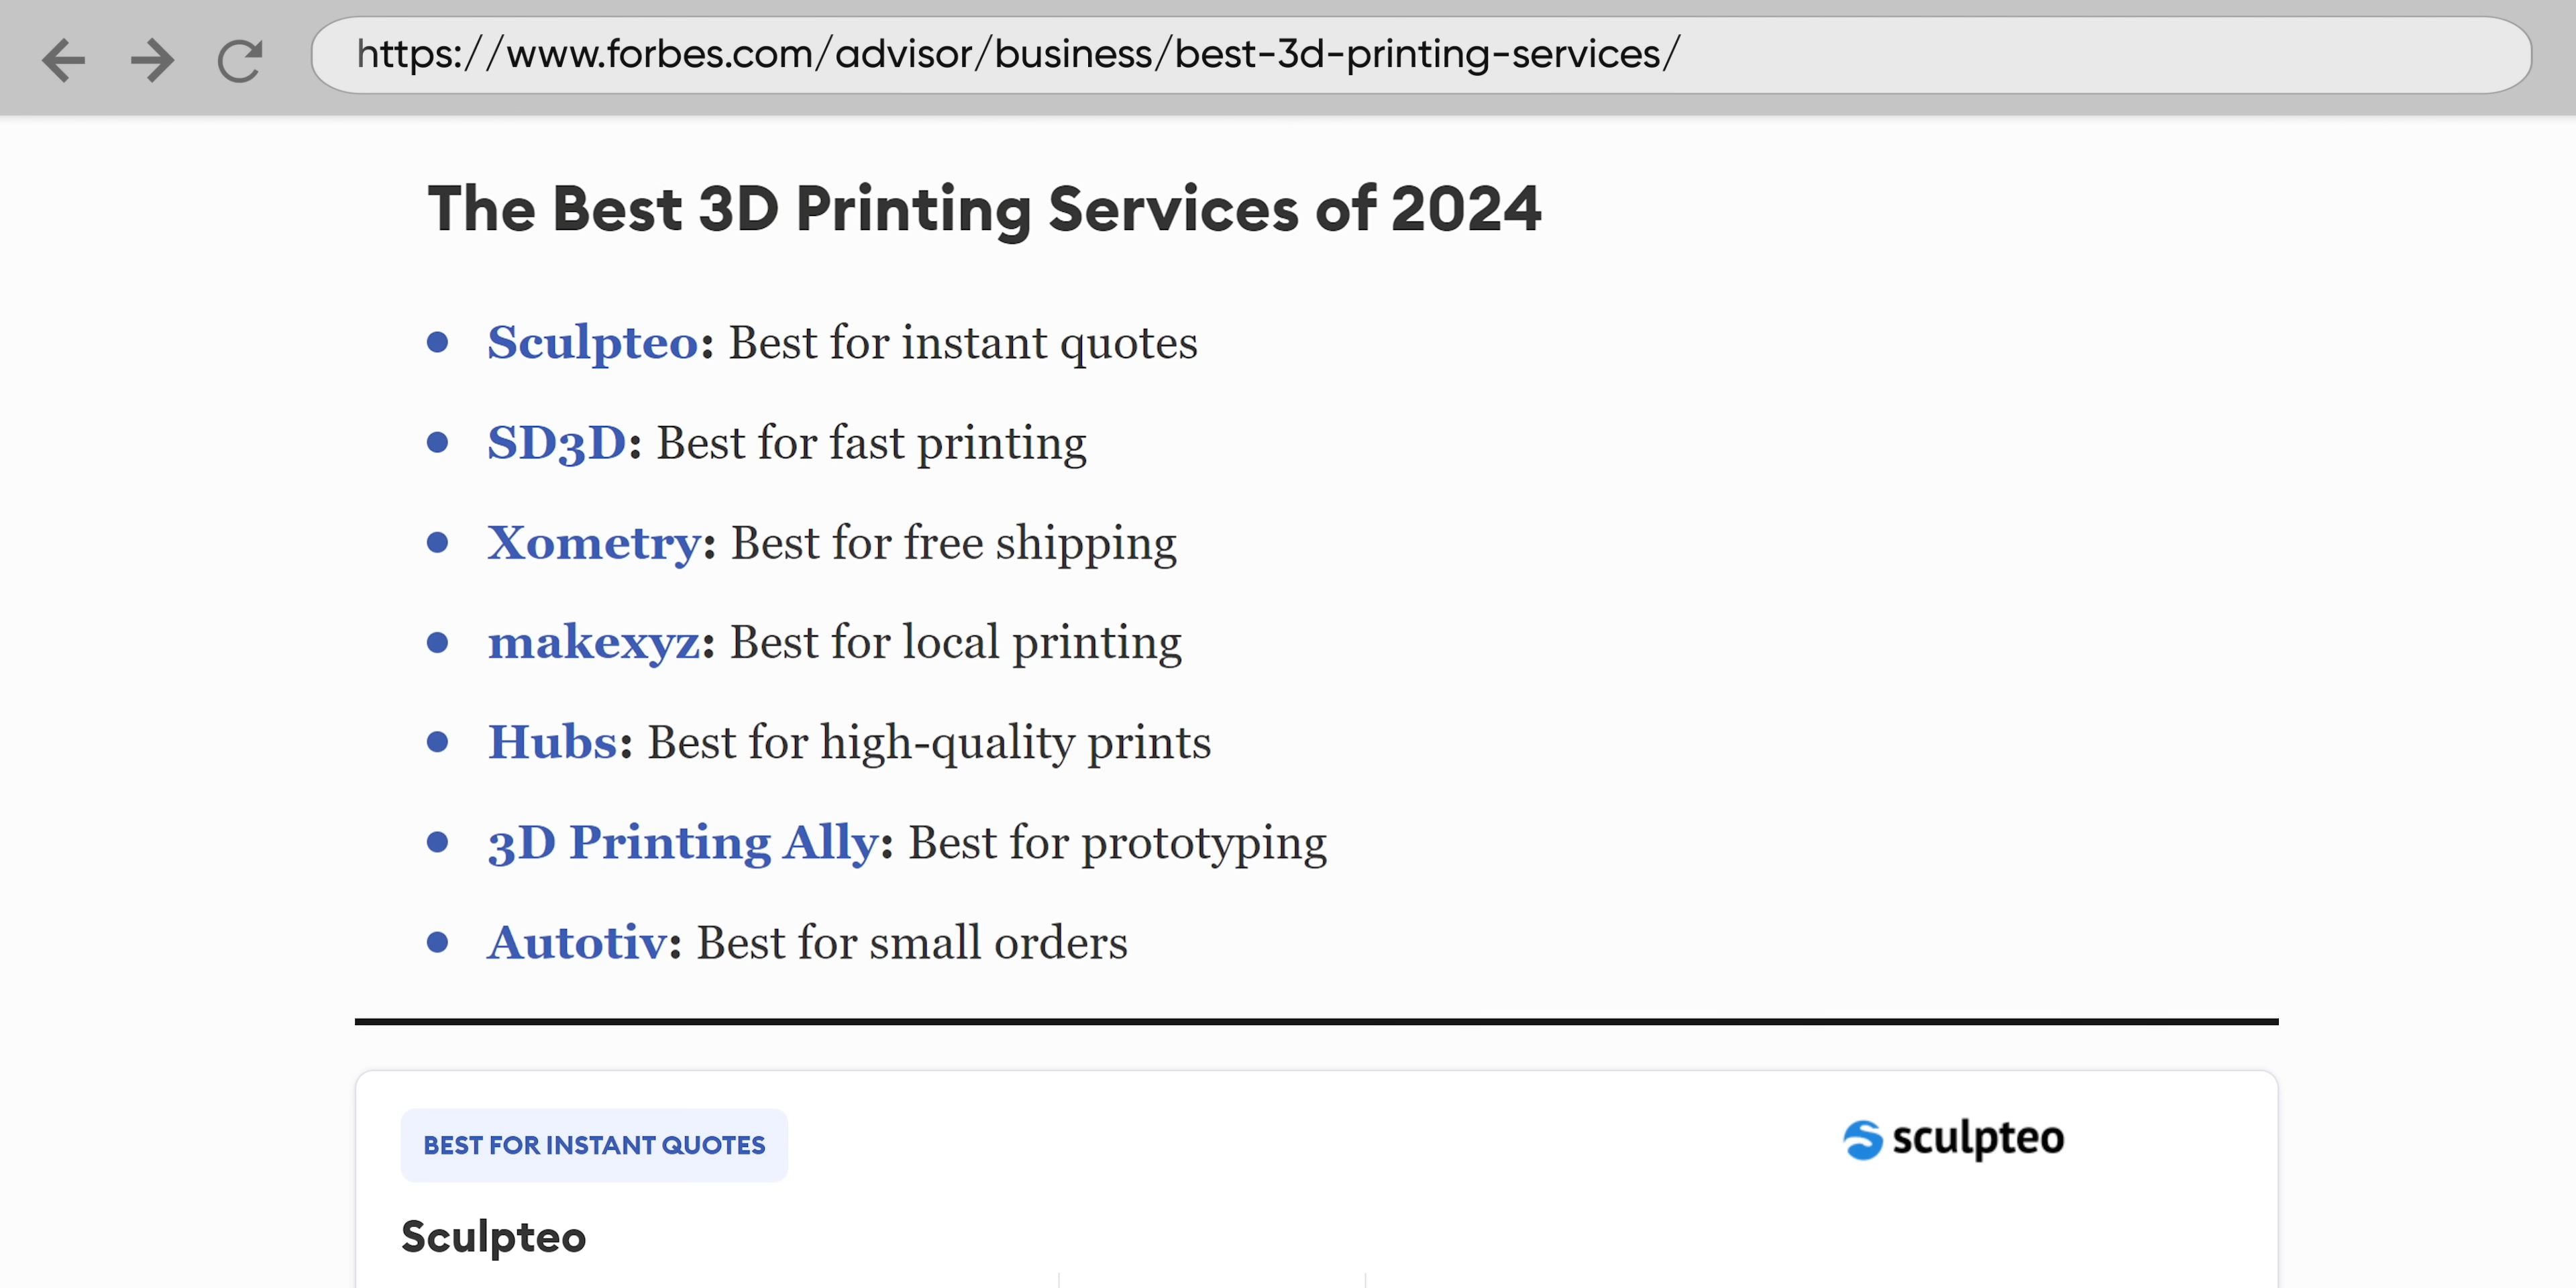 https://www.forbes.com/advisor/business/best-3d-printing-services/
The Best 3D Printing Services of 2024
Sculpteo: Best for instant quotes
SD3D: Best for fast printing
Xometry: Best for free shipping
makexyz: Best for local printing
Hubs: Best for high-quality prints
3D Printing Ally: Best for prototyping
Autotiv: Best for small orders
BEST FOR INSTANT QUOTES
sculpteo
Sculpteo